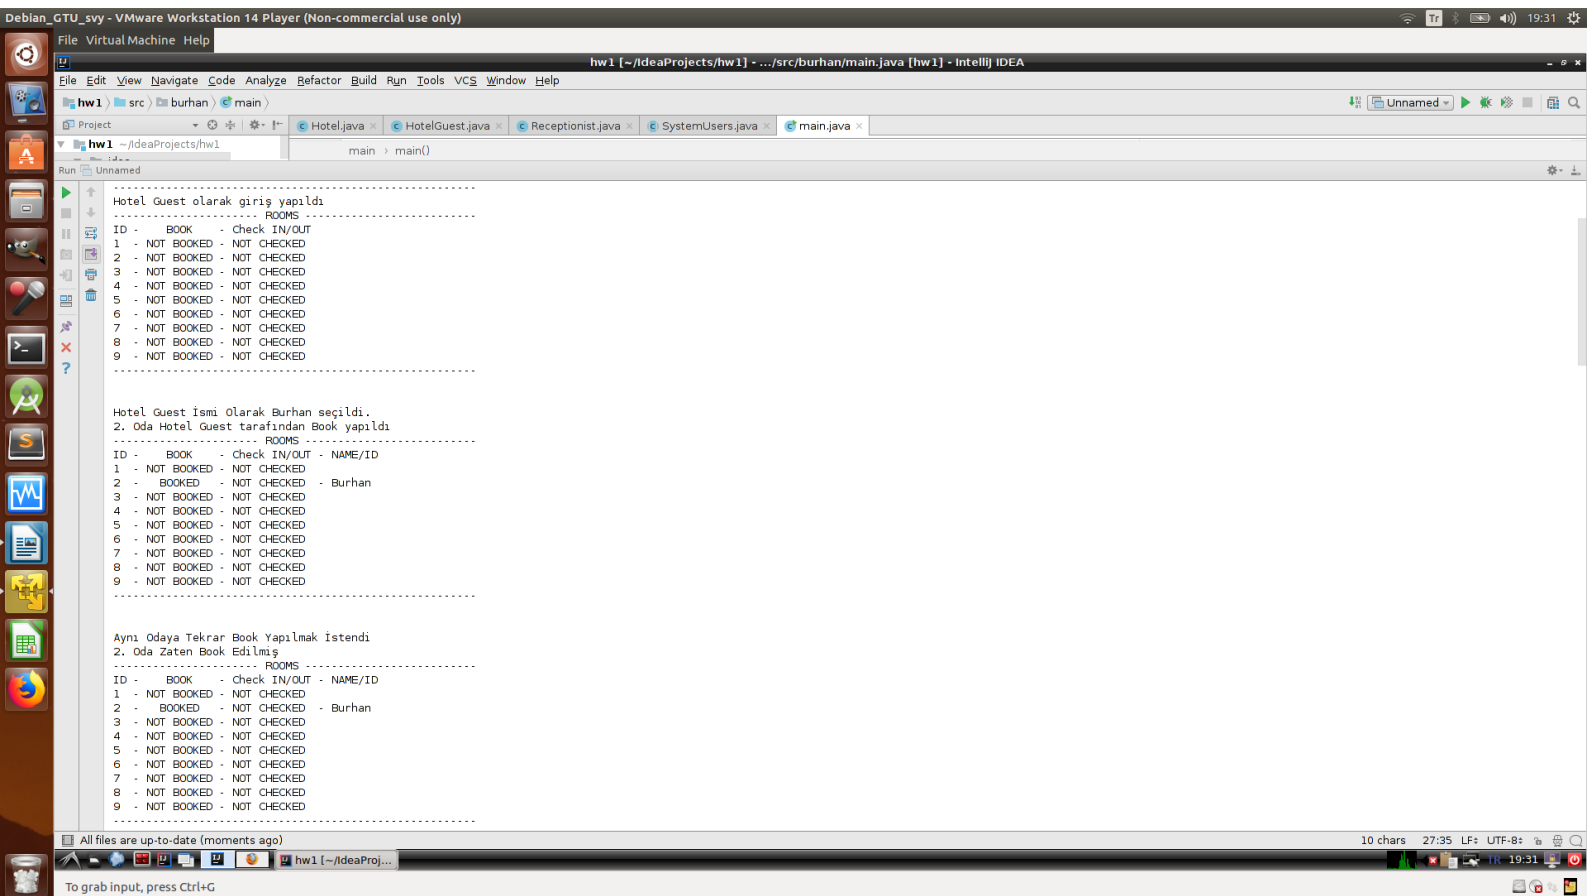 Debian_GTU_svy - VMware Workstation 14 Player (Non-commercial use only)
Tr
19:31
File Virtual Machine Help
hw1 [~/IdeaProjects/hw1] - .../src/burhan/main.java [hw1] - IntelliJ IDEA
File Edit View Navigate Code Analyze Refactor Build Run Tools VCS Window Help
hw1 src burhan main
Unnamed
Project
Hotel.java
HotelGuest.java
Receptionist.java
SystemUsers.java
main.java
hw1 ~/IdeaProjects/hw1
main › main()
Run Unnamed
----------------------------------------------------
Hotel Guest olarak giriş yapıldı
---------------------- ROOMS --------------------------
ID - BOOK - Check IN/OUT
1 - NOT BOOKED - NOT CHECKED
2 - NOT BOOKED - NOT CHECKED
3 - NOT BOOKED - NOT CHECKED
4 - NOT BOOKED - NOT CHECKED
5 - NOT BOOKED - NOT CHECKED
6 - NOT BOOKED - NOT CHECKED
7 - NOT BOOKED - NOT CHECKED
8 - NOT BOOKED - NOT CHECKED
9 - NOT BOOKED - NOT CHECKED
-------------------------------------------------------
Hotel Guest İsmi Olarak Burhan seçildi.
2. Oda Hotel Guest tarafından Book yapıldı
---------------------- ROOMS --------------------------
ID - BOOK - Check IN/OUT - NAME/ID
1 - NOT BOOKED - NOT CHECKED
2 - BOOKED - NOT CHECKED - Burhan
3 - NOT BOOKED - NOT CHECKED
4 - NOT BOOKED - NOT CHECKED
5 - NOT BOOKED - NOT CHECKED
6 - NOT BOOKED - NOT CHECKED
7 - NOT BOOKED - NOT CHECKED
8 - NOT BOOKED - NOT CHECKED
9 - NOT BOOKED - NOT CHECKED
-------------------------------------------------------
Aynı Odaya Tekrar Book Yapılmak İstendi
2. Oda Zaten Book Edilmiş
---------------------- ROOMS --------------------------
ID - BOOK - Check IN/OUT - NAME/ID
1 - NOT BOOKED - NOT CHECKED
2 - BOOKED - NOT CHECKED - Burhan
3 - NOT BOOKED - NOT CHECKED
4 - NOT BOOKED - NOT CHECKED
5 - NOT BOOKED - NOT CHECKED
6 - NOT BOOKED - NOT CHECKED
7 - NOT BOOKED - NOT CHECKED
8 - NOT BOOKED - NOT CHECKED
9 - NOT BOOKED - NOT CHECKED
-------------------------------------------------------
All files are up-to-date (moments ago)
10 chars 27:35 LF÷ UTF-8÷
hw1 [~/IdeaProj...
TR 19:31
To grab input, press Ctrl+G